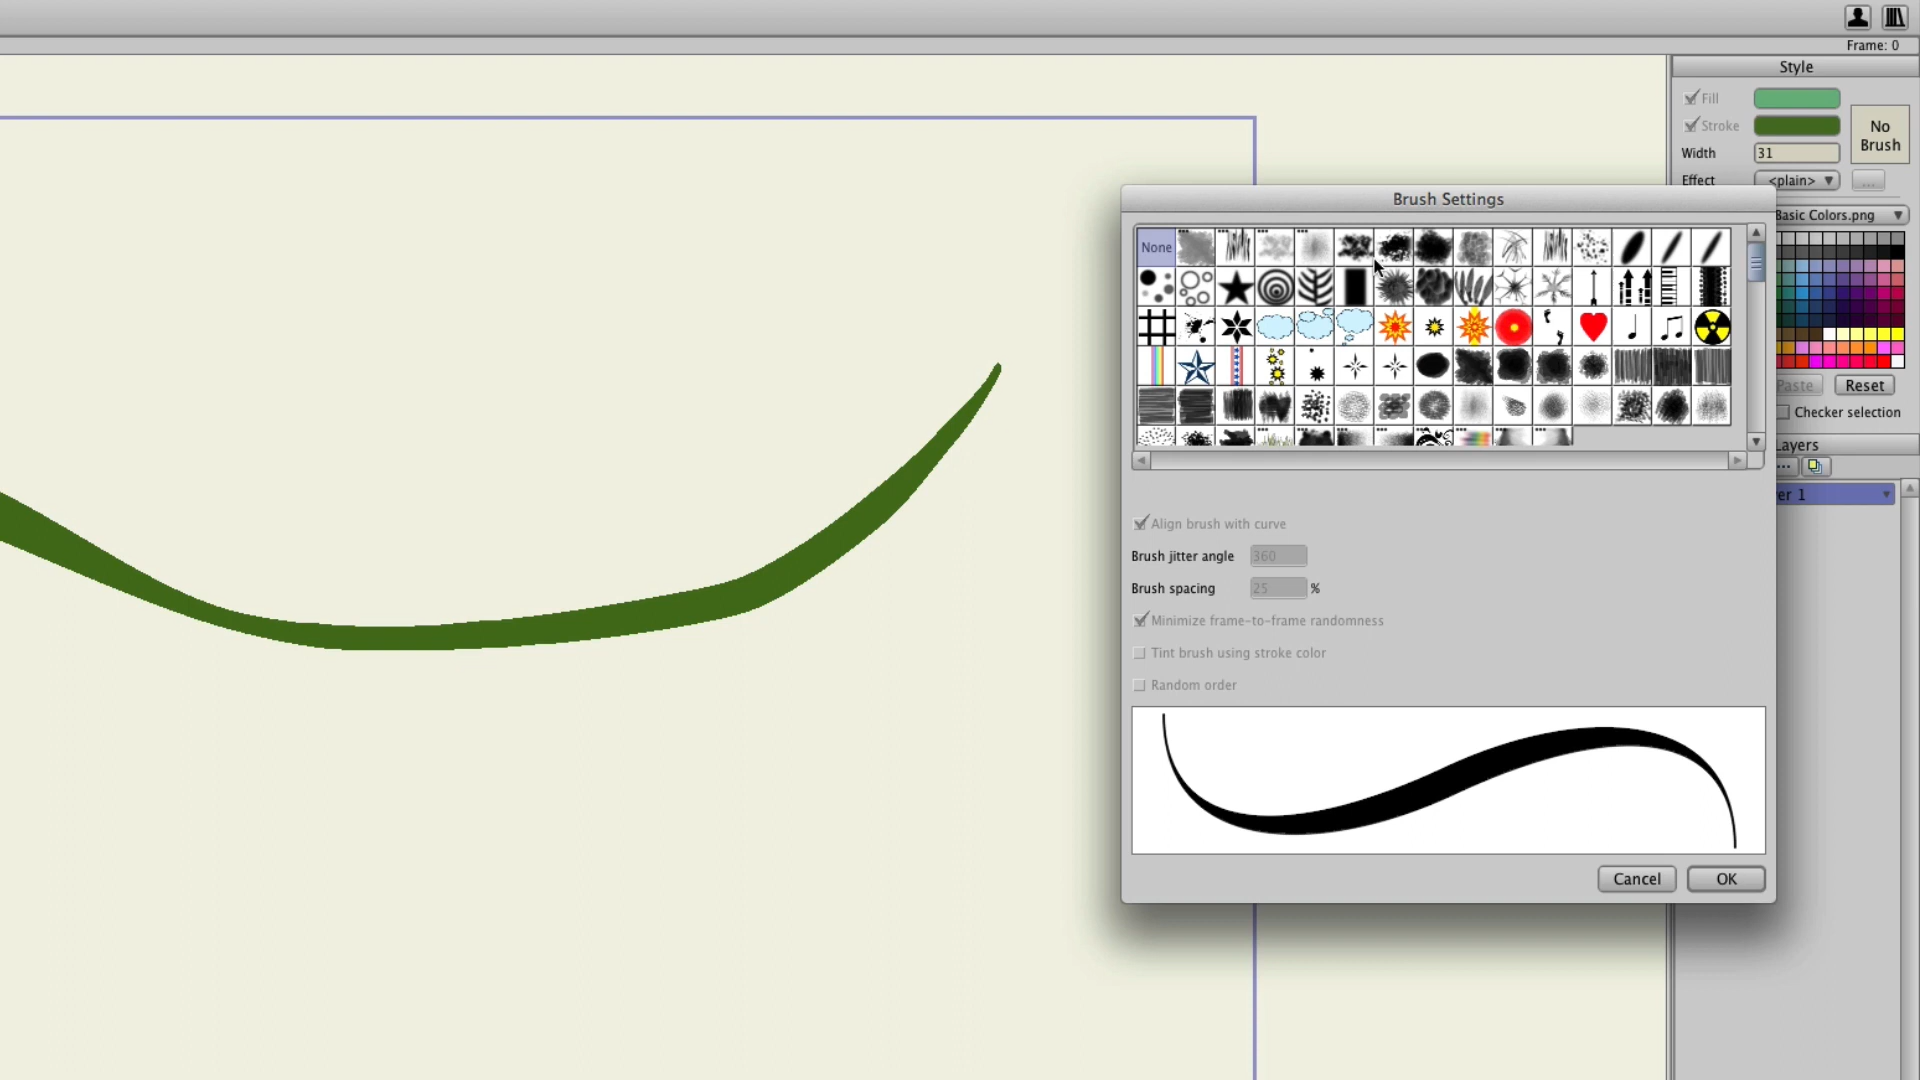 Frame: 0
Style
Fill
Stroke
No
Brush
Width
31
Effect
<plain>
...
Brush Settings
None
Basic Colors.png
Paste
Reset
Checker selection
Layers
er 1
Align brush with curve
Brush jitter angle
360
Brush spacing
25
%
Minimize frame-to-frame randomness
Tint brush using stroke color
Random order
Cancel
OK